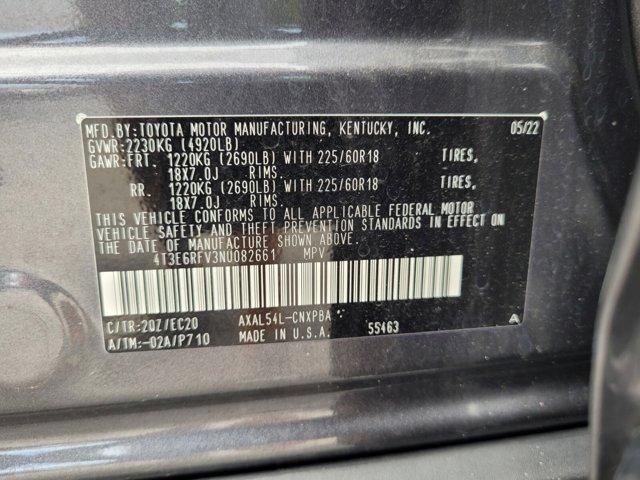 MFD.BY:TOYOTA MOTOR MANUFACTURING, KENTUCKY, INC. 05/22
GVWR:2230KG (4920LB)
GAWR:FRT. 1220KG (2690LB) WITH 225/60R18 TIRES,
18X7.0J RIMS.
RR. 1220KG (2690LB) WITH 225/60R18 TIRES,
18X7.0J RIMS.
THIS VEHICLE CONFORMS TO ALL APPLICABLE FEDERAL MOTOR
VEHICLE SAFETY AND THEFT PREVENTION STANDARDS IN EFFECT ON
THE DATE OF MANUFACTURE SHOWN ABOVE.
4T3E6RFV3NU082661 MPV
C/TR:2QZ/EC20 AXAL54L-CNXPBA
A/TM:-02A/P710 MADE IN U.S.A. 55463 A